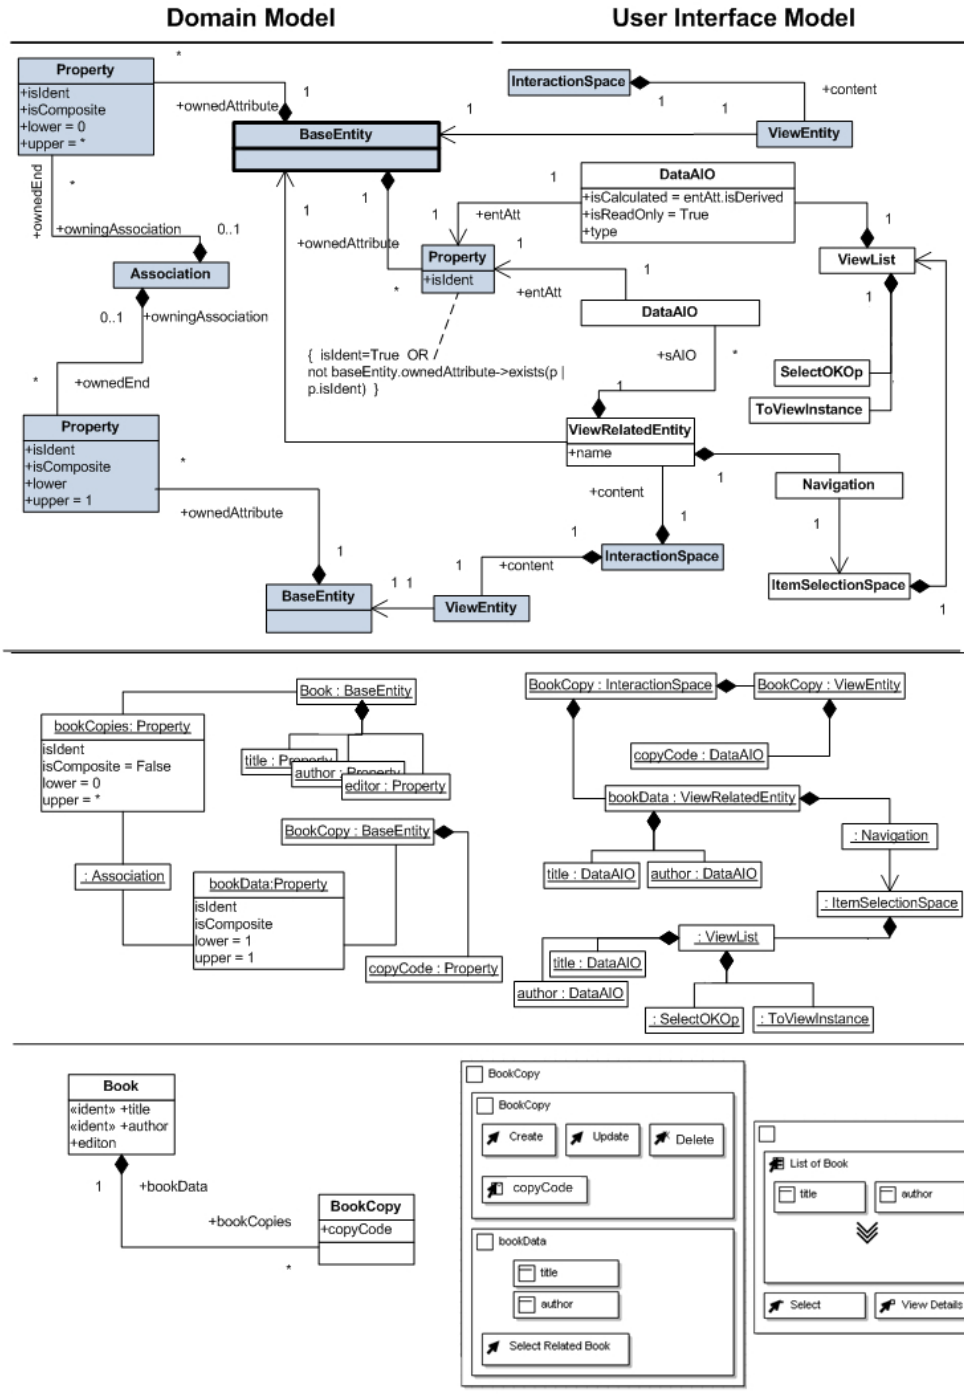 Domain Model
User Interface Model
Property
+isIdent
+isComposite
+lower = 0
+upper = *
*
1
+ownedAttribute
BaseEntity
InteractionSpace
1
+content
1
ViewEntity
1
+ownedEnd
*
+owningAssociation
0..1
Association
0..1
+owningAssociation
*
+ownedEnd
1
1
1
+ownedAttribute
*
1
+entAtt
Property
+isIdent
1
+entAtt
DataAIO
+isCalculated = entAtt.isDerived
+isReadOnly = True
+type
1
1
ViewList
1
1
DataAIO
+sAIO
*
SelectOKOp
ToViewInstance
{ isIdent=True OR
not baseEntity.ownedAttribute->exists(p |
p.isIdent) }
1
ViewRelatedEntity
+name
1
Navigation
1
+content
1
InteractionSpace
ItemSelectionSpace
1
Property
+isIdent
+isComposite
+lower
+upper = 1
*
+ownedAttribute
1
BaseEntity
1 1
ViewEntity
1
+content
1
Book : BaseEntity
bookCopies: Property
isIdent
isComposite = False
lower = 0
upper = *
title : Property
author : Property
editor : Property
BookCopy : BaseEntity
: Association
bookData:Property
isIdent
isComposite
lower = 1
upper = 1
copyCode : Property
BookCopy : InteractionSpace
BookCopy : ViewEntity
copyCode : DataAIO
bookData : ViewRelatedEntity
: Navigation
title : DataAIO
author : DataAIO
: ItemSelectionSpace
: ViewList
title : DataAIO
author : DataAIO
: SelectOKOp
: ToViewInstance
Book
«ident» +title
«ident» +author
+editon
1
+bookData
+bookCopies
*
BookCopy
+copyCode
BookCopy
BookCopy
Create
Update
Delete
copyCode
bookData
title
author
Select Related Book
List of Book
title
author
Select
View Details